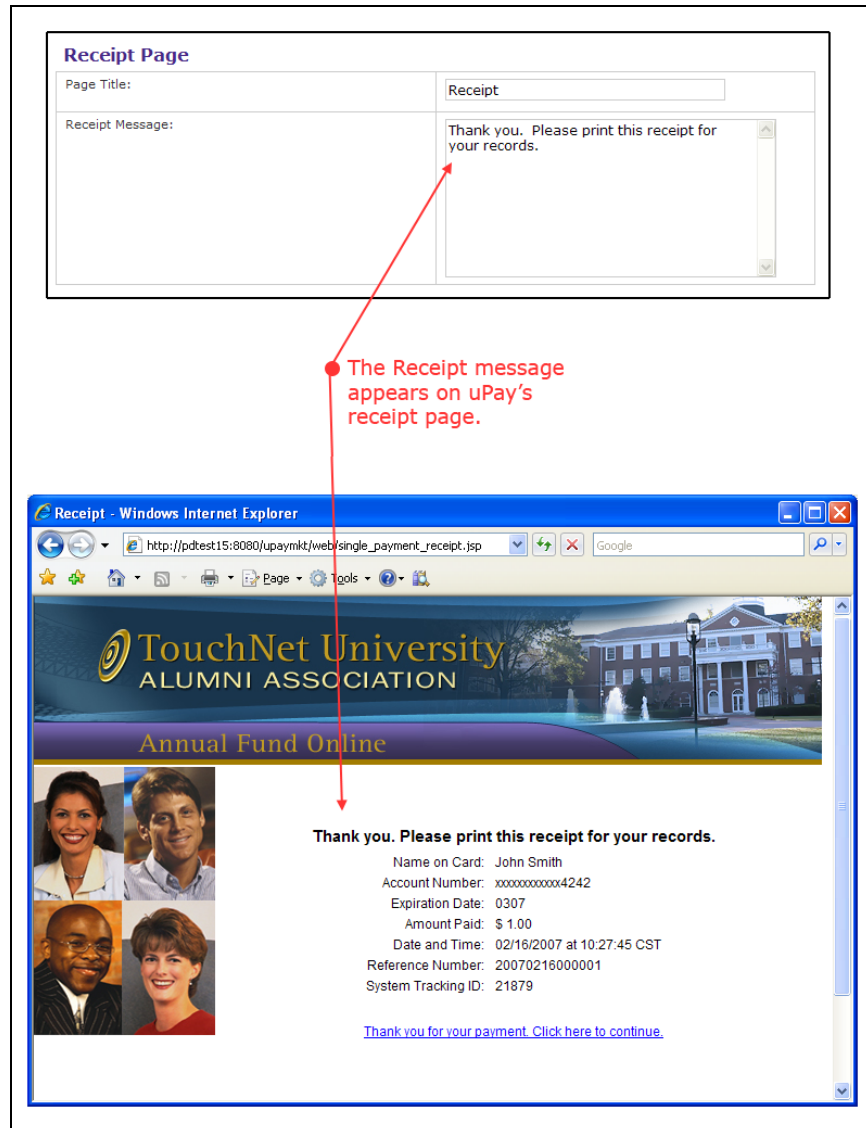 Receipt Page
Page Title:
Receipt
Receipt Message:
Thank you.  Please print this receipt for
your records.
The Receipt message
appears on uPay’s
receipt page.
Receipt - Windows Internet Explorer
http://pdtest15:8080/upaymkt/web/single_payment_receipt.jsp
Google
Page
Tools
TouchNet University
ALUMNI ASSOCIATION
Annual Fund Online
Thank you. Please print this receipt for your records.
Name on Card: John Smith
Account Number: xxxxxxxxxxxx4242
Expiration Date: 0307
Amount Paid: $ 1.00
Date and Time: 02/16/2007 at 10:27:45 CST
Reference Number: 20070216000001
System Tracking ID: 21879
Thank you for your payment. Click here to continue.